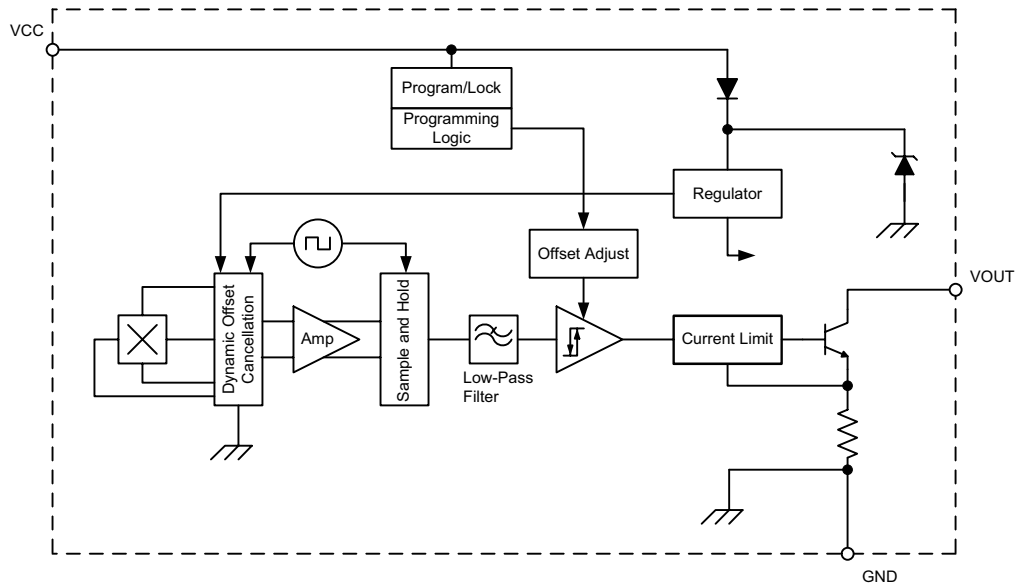 VCC
Program/Lock
Programming
Logic
Regulator
Offset Adjust
VOUT
Dynamic Offset
Cancellation
Amp
Sample and Hold
Low-Pass
Filter
Current Limit
GND